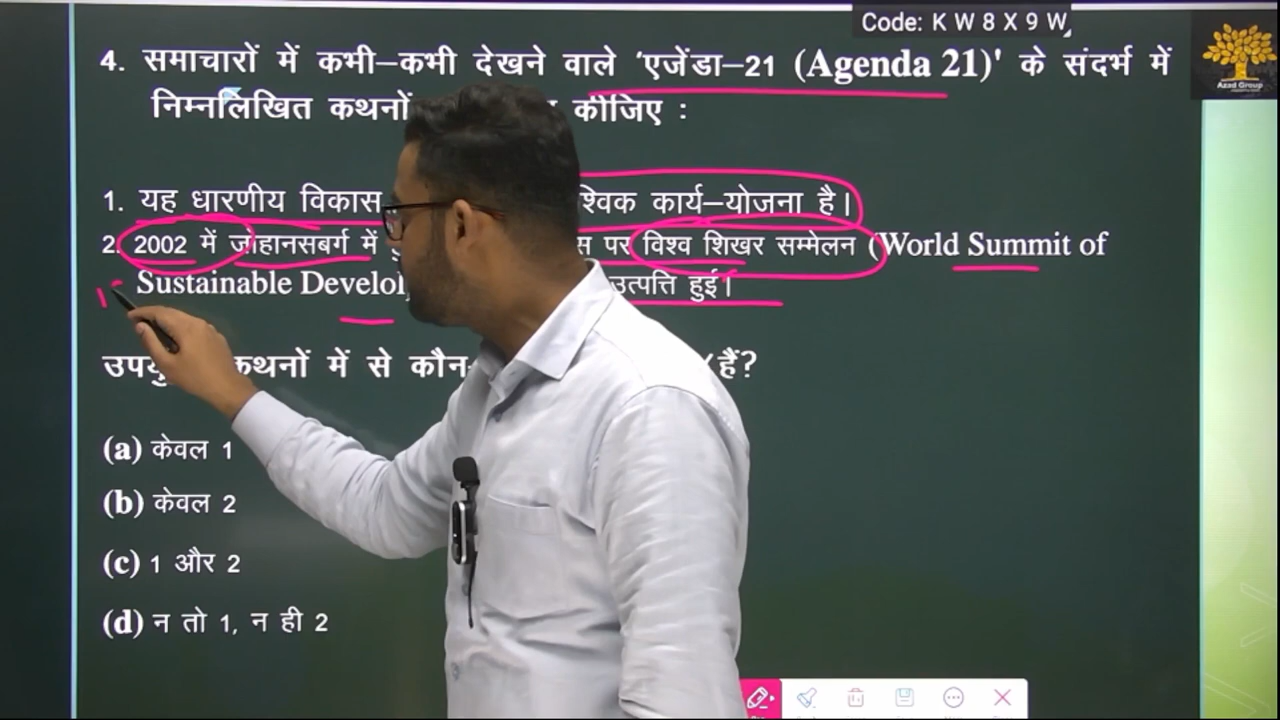 Code: K W 8 X 9 W
4. समाचारों में कभी–कभी देखने वाले 'एजेंडा–21 (Agenda 21)' के संदर्भ में
निम्नलिखित कथनों कीजिए :
Azad Group
1. यह धारणीय विकास कार्य–योजना है।
2. 2002 में जोहानसबर्ग में पर विश्व शिखर सम्मेलन (World Summit of
Sustainable उत्पत्ति हुई।
कथनों में से
(a) केवल 1
(b) केवल 2
(c) 1 और 2
(d) न तो 1, न ही 2